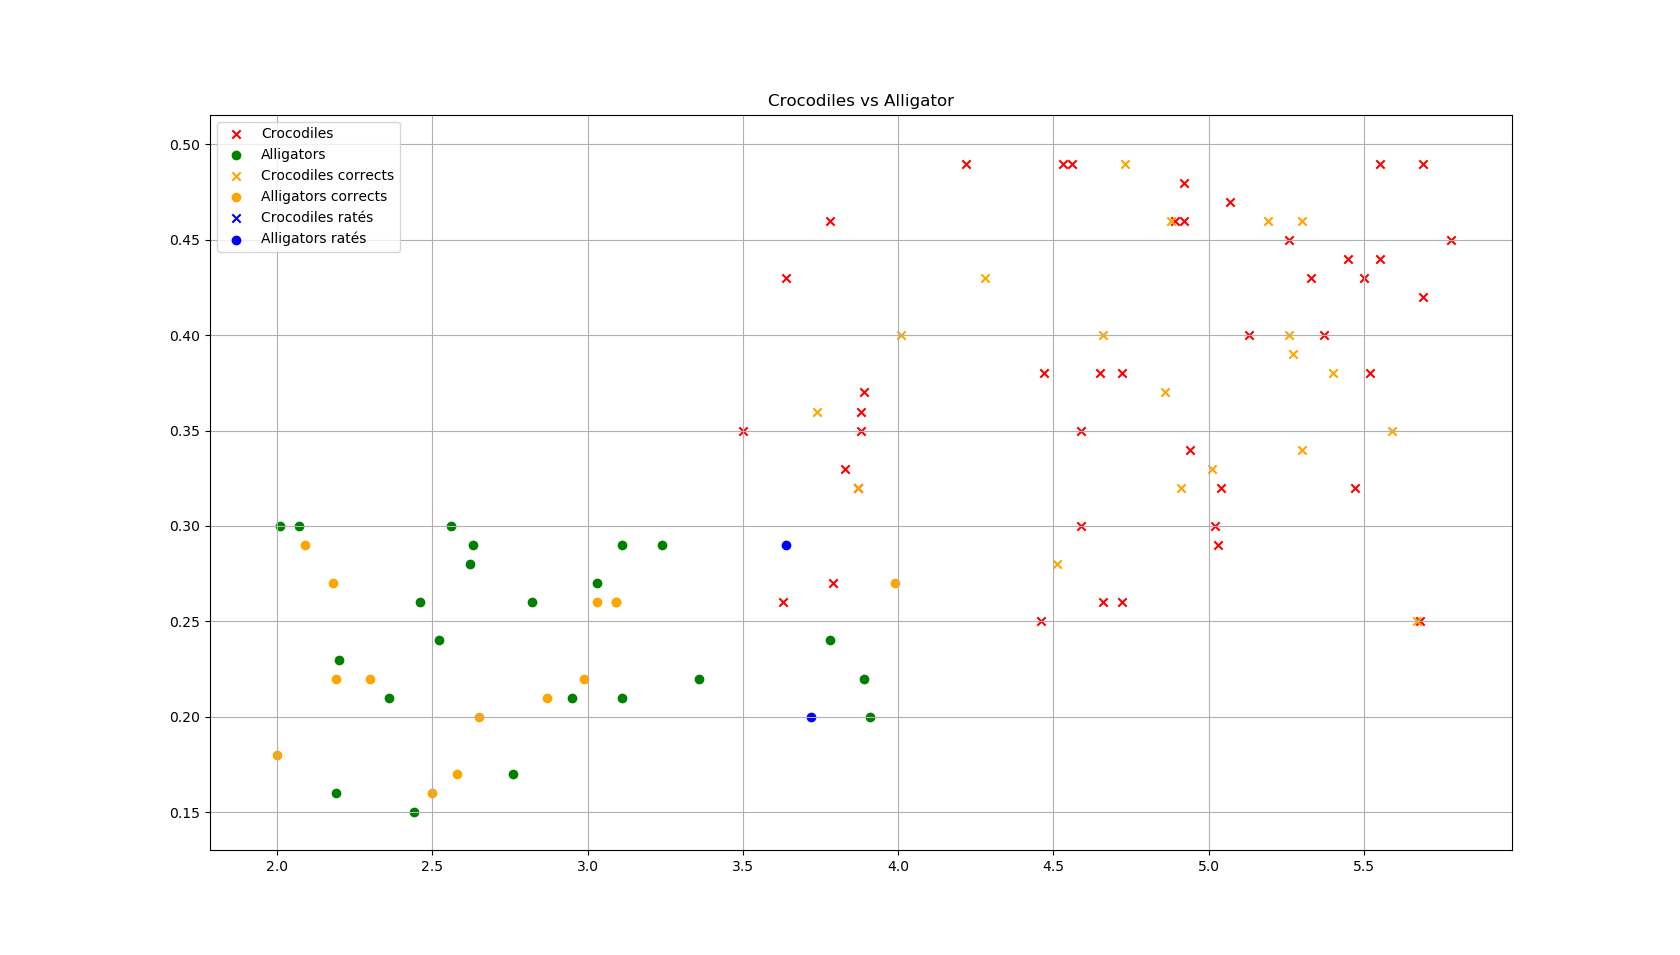 Crocodiles vs Alligator
Crocodiles
Alligators
Crocodiles corrects
Alligators corrects
Crocodiles ratés
Alligators ratés
0.50
0.45
0.40
0.35
0.30
0.25
0.20
0.15
2.0 2.5 3.0 3.5 4.0 4.5 5.0 5.5